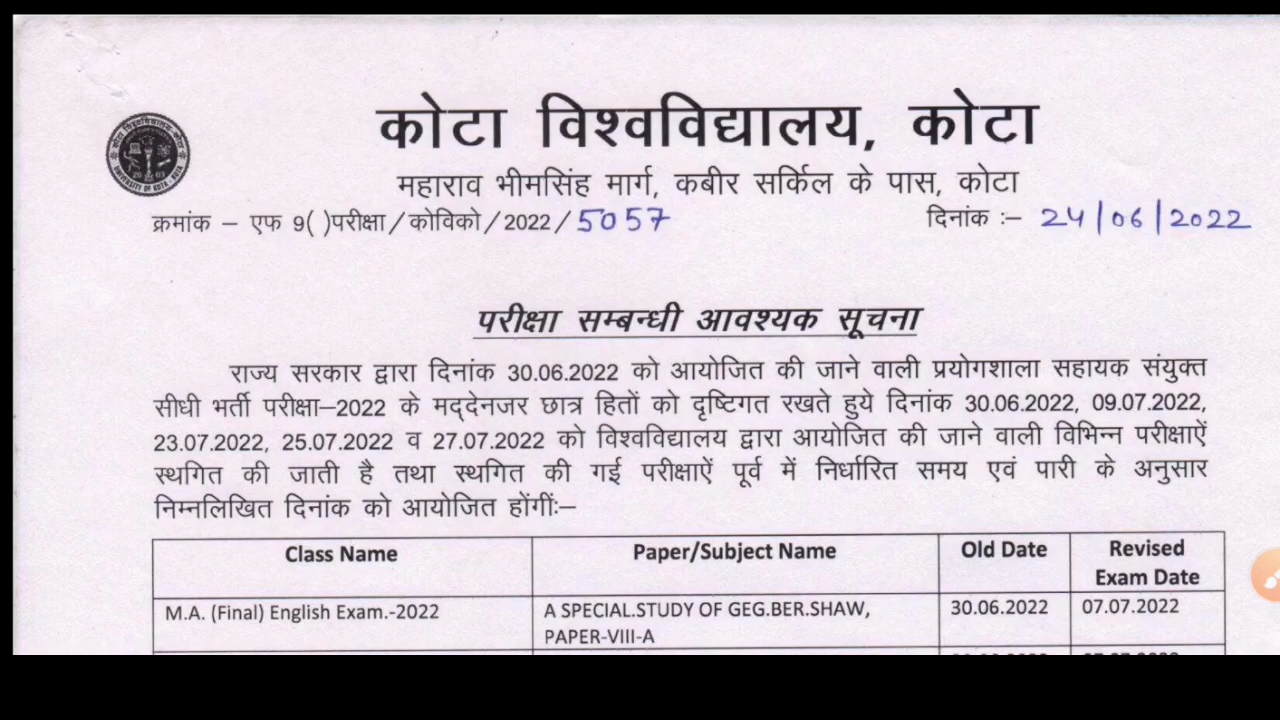 कोटा विश्वविद्यालय, कोटा
महाराव भीमसिंह मार्ग, कबीर सर्किल के पास, कोटा
क्रमांक – एफ 9( )परीक्षा/कोविको/2022/5057 दिनांक :– 24/06/2022
परीक्षा सम्बन्धी आवश्यक सूचना
राज्य सरकार द्वारा दिनांक 30.06.2022 को आयोजित की जाने वाली प्रयोगशाला सहायक संयुक्त
सीधी भर्ती परीक्षा–2022 के मद्देनजर छात्र हितों को दृष्टिगत रखते हुये दिनांक 30.06.2022, 09.07.2022,
23.07.2022, 25.07.2022 व 27.07.2022 को विश्वविद्यालय द्वारा आयोजित की जाने वाली विभिन्न परीक्षाऐं
स्थगित की जाती है तथा स्थगित की गई परीक्षाऐं पूर्व में निर्धारित समय एवं पारी के अनुसार
निम्नलिखित दिनांक को आयोजित होंगीं:–
Class Name Paper/Subject Name Old Date Revised
Exam Date
M.A. (Final) English Exam.-2022 A SPECIAL.STUDY OF GEG.BER.SHAW, 30.06.2022 07.07.2022
PAPER-VIII-A